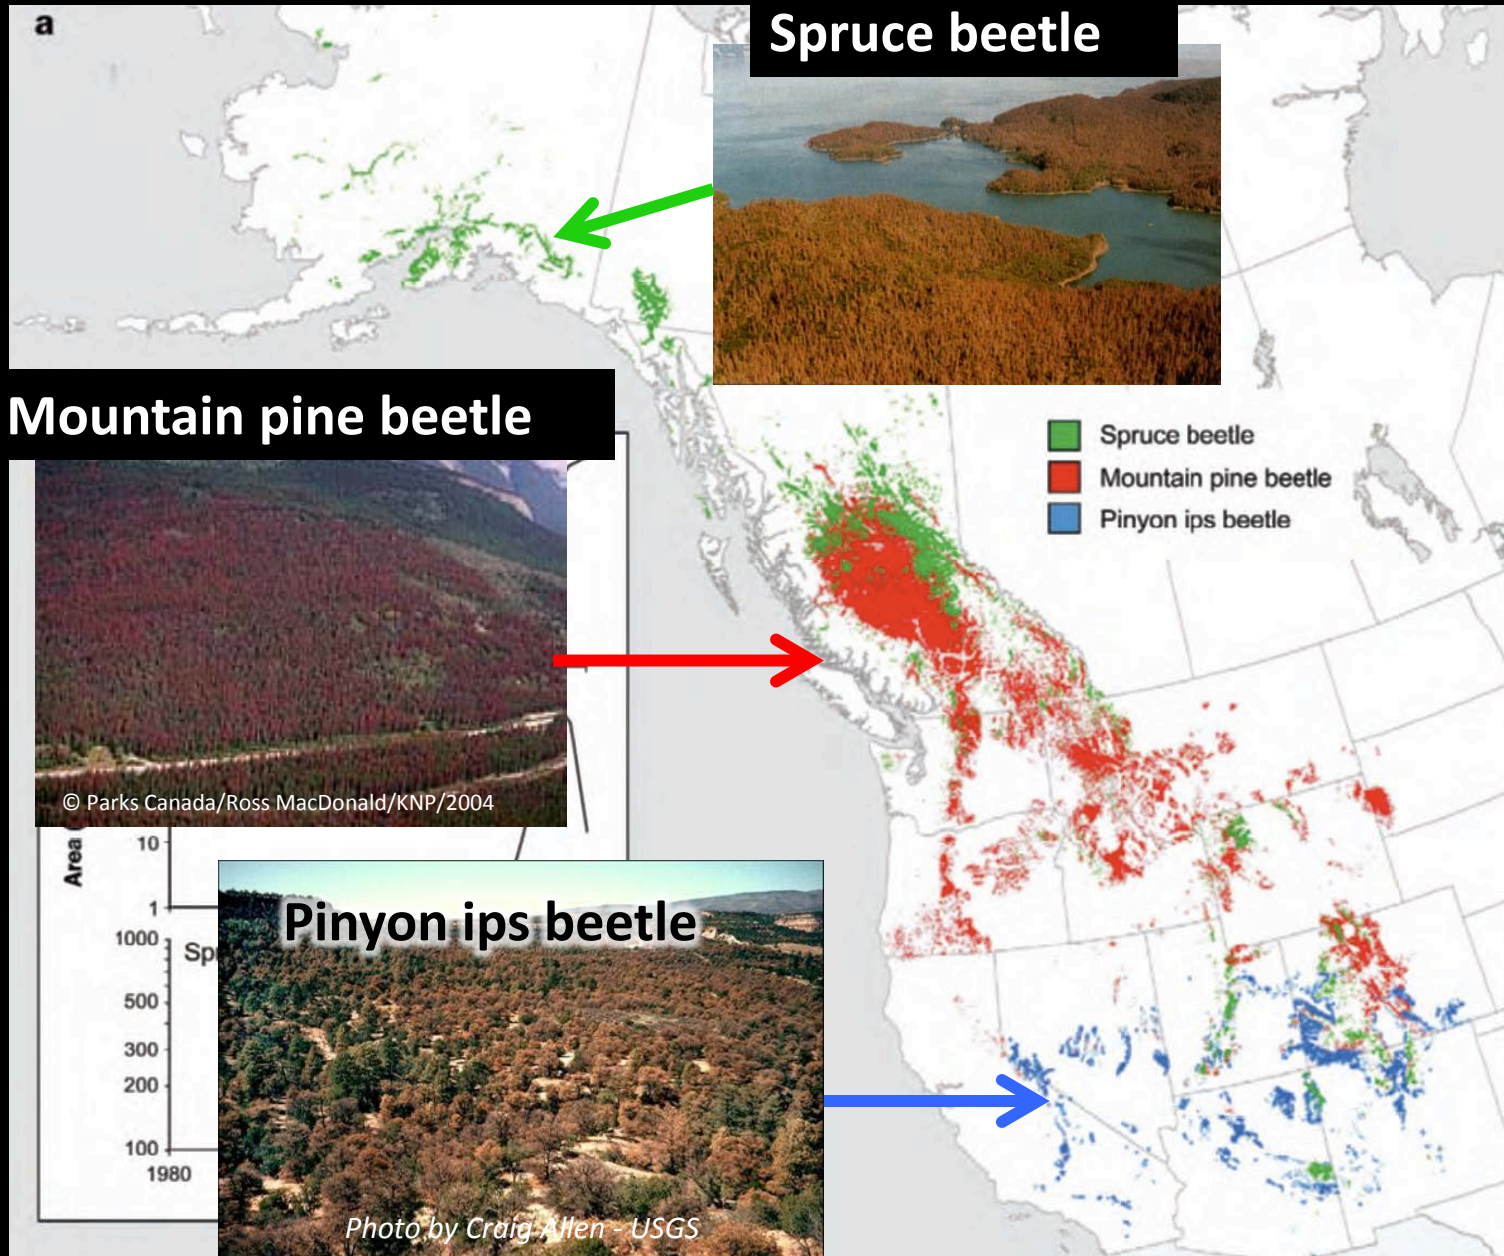 a
Spruce beetle
Mountain pine beetle
Spruce beetle
Mountain pine beetle
Pinyon ips beetle
© Parks Canada/Ross MacDonald/KNP/2004
Area
10
1
1000
500
300
200
100
1980
Pinyon ips beetle
Photo by Craig Allen - USGS